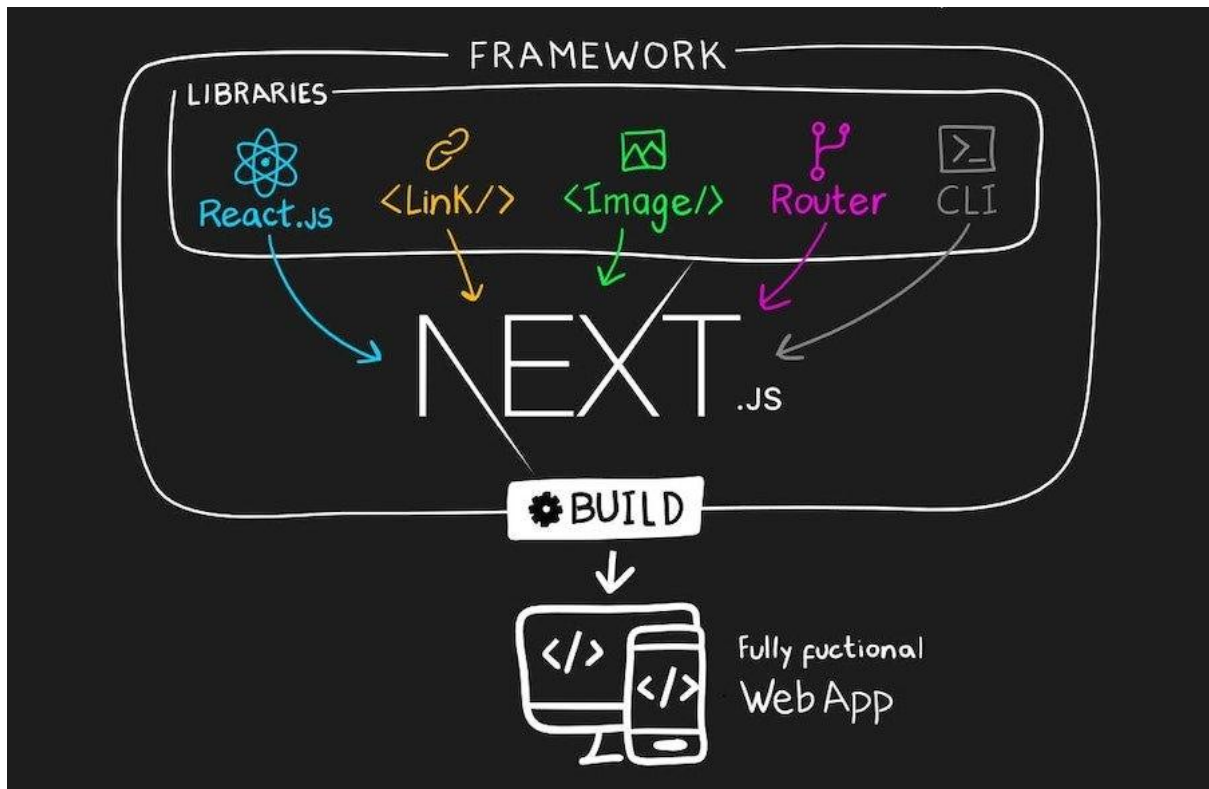 FRAMEWORK
LIBRARIES
React.JS
<LinK/>
<Image/>
Router
>_
CLI
NEXT.JS
BUILD
</>
</>
Fully fuctional
Web App